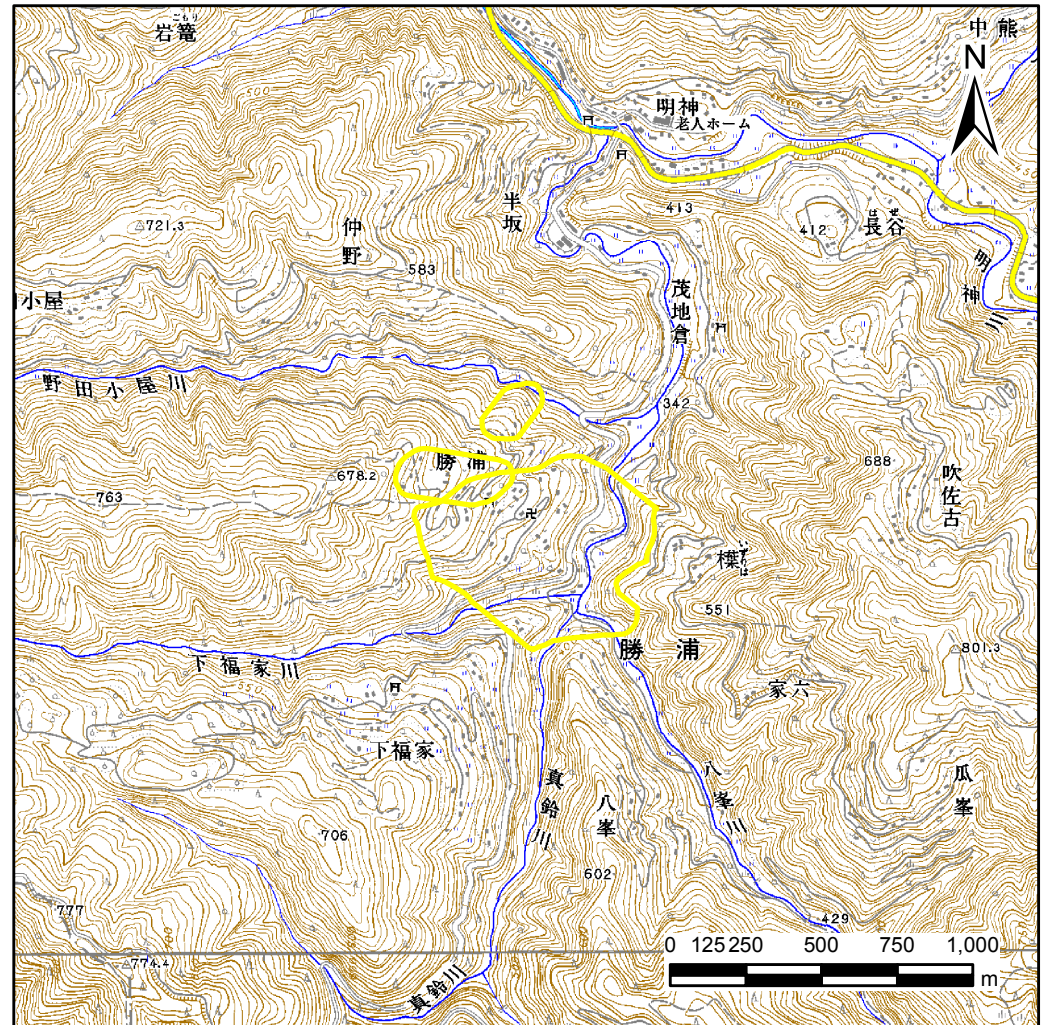 岩篭
こもり
中熊
N
明神
老人ホーム
半坂
413
412
長谷
はぜ
721.3
仲野
583
明神川
小屋
茂地倉
野田小屋川
342
勝浦
678.2
763
688
吹佐古
551
勝浦
801.3
下福家川
家六
下福家
真鈴川
八峯
八峯川
瓜峯
706
602
777
429
774.4
真鈴川
0 125 250 500 750 1,000
m